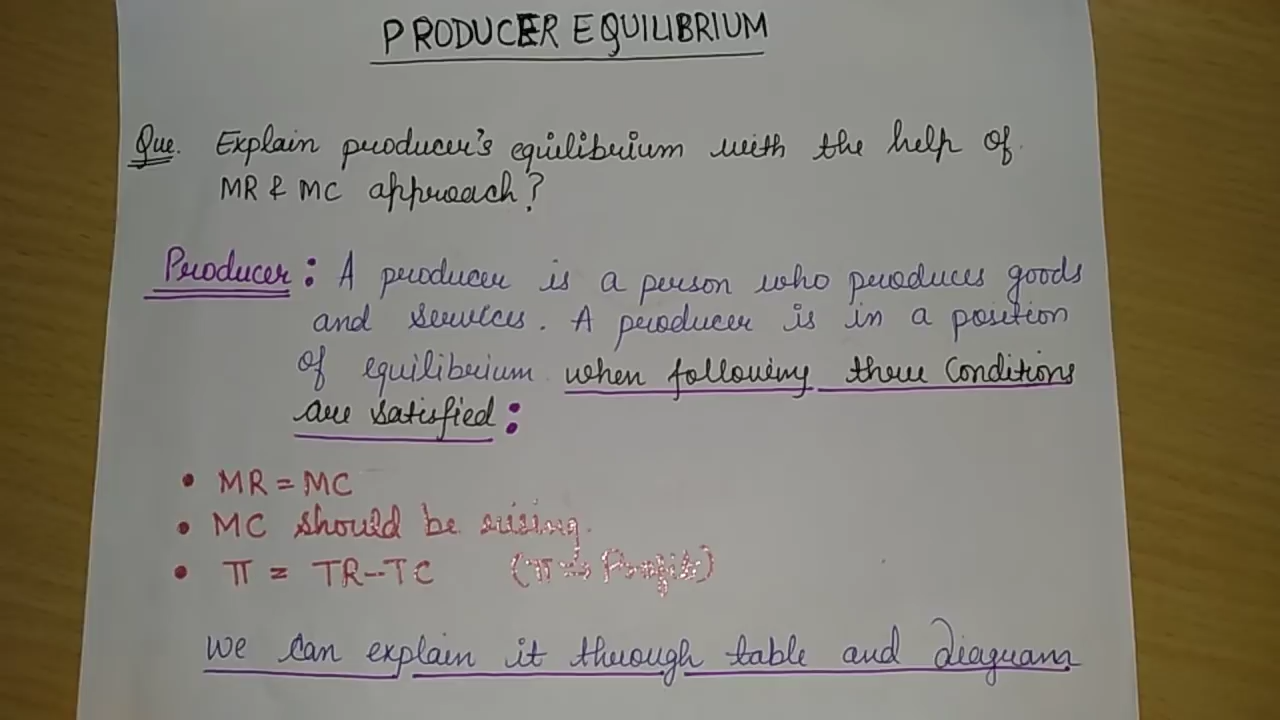 PRODUCER EQUILIBRIUM
Que. Explain producer's equilibrium with the help of
MR & MC approach?
Producer: A producer is a person who produces goods
and services. A producer is in a position
of equilibrium when following three Conditions
are satisfied:
• MR = MC
• MC should be rising.
• π = TR-TC (π → Profit)
We can explain it through table and diagram